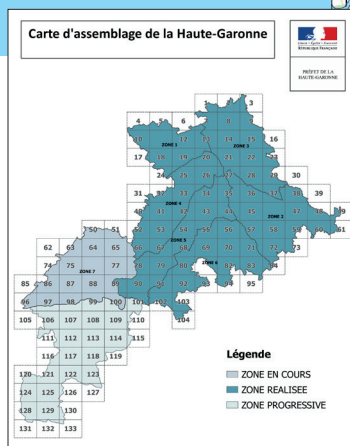 Carte d'assemblage de la Haute-Garonne
RÉPUBLIQUE FRANÇAISE
PRÉFET DE LA
HAUTE-GARONNE
1 3
4 5 6 8
10 ZONE 1 12 13 14 15 ZONE 3 16
17 18 19 20 21 22 23
24 25 26 27 28 29 30
31 32 33 34 35 36 37 38 39
40 41 ZONE 4 42 43 44 45 ZONE 2 47 48 49
50 51 52 53 54 55 56 57 58 59 60 61
62 63 64 65 66 67 ZONE 5 68 69 70 71 72 73
74 75 ZONE 7 77 78 79 80 ZONE 6 82 83 84
85 86 87 88 89 90 91 92 93 94 95
96 97 98 99 100 101 102 103
105 106 107 108 109 110 104
111 112 113 114 115
116 117 118 119
120 122 123
124 125 126 127
128 129 130
131 132 133
Légende
ZONE EN COURS
ZONE REALISEE
ZONE PROGRESSIVE